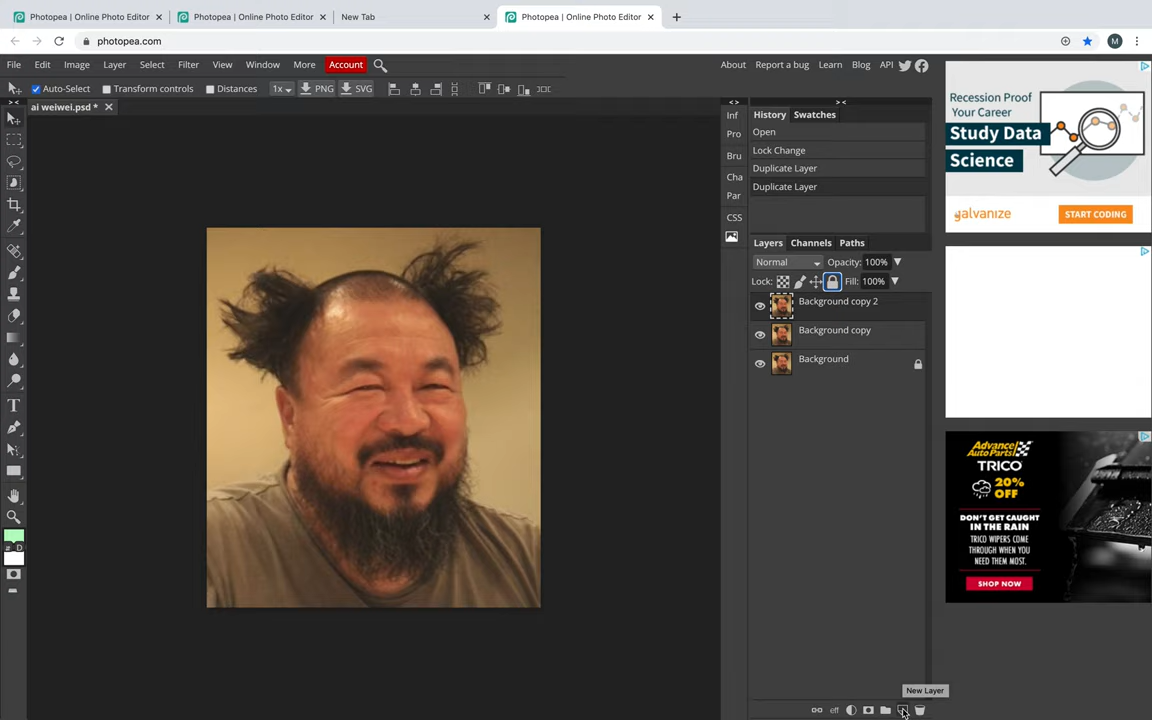 Photopea | Online Photo Editor
Photopea | Online Photo Editor
New Tab
Photopea | Online Photo Editor
photopea.com
M
File Edit Image Layer Select Filter View Window More Account
About Report a bug Learn Blog API
Auto-Select Transform controls Distances 1x PNG SVG
ai weiwei.psd *
D
Inf
Pro
Bru
Cha
Par
CSS
History Swatches
Open
Lock Change
Duplicate Layer
Duplicate Layer
Layers Channels Paths
Normal Opacity: 100%
Lock: Fill: 100%
Background copy 2
Background copy
Background
New Layer
eff
Recession Proof
Your Career
Study Data
Science
galvanize START CODING
Advance
Auto Parts
TRICO
20%
OFF
DON'T GET CAUGHT
IN THE RAIN
TRICO WIPERS COME
THROUGH WHEN YOU
NEED THEM MOST.
SHOP NOW